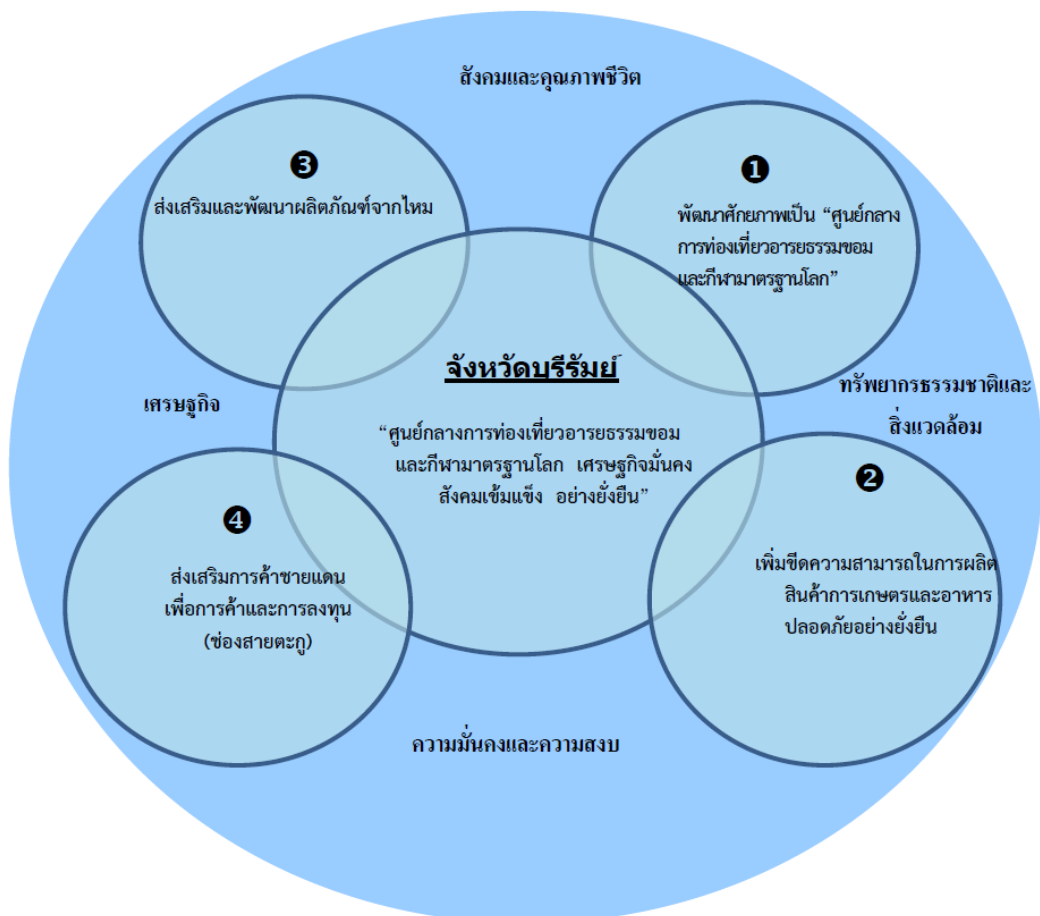 สังคมและคุณภาพชีวิต
❸
ส่งเสริมและพัฒนาผลิตภัณฑ์จากไหม
❶
พัฒนาศักยภาพเป็น “ศูนย์กลาง
การท่องเที่ยวอารยธรรมขอม
และกีฬามาตรฐานโลก”
จังหวัดบุรีรัมย์
“ศูนย์กลางการท่องเที่ยวอารยธรรมขอม
และกีฬามาตรฐานโลก เศรษฐกิจมั่นคง
สังคมเข้มแข็ง อย่างยั่งยืน”
เศรษฐกิจ
ทรัพยากรธรรมชาติและ
สิ่งแวดล้อม
❹
ส่งเสริมการค้าชายแดน
เพื่อการค้าและการลงทุน
(ช่องสายตะกู)
❷
เพิ่มขีดความสามารถในการผลิต
สินค้าการเกษตรและอาหาร
ปลอดภัยอย่างยั่งยืน
ความมั่นคงและความสงบ